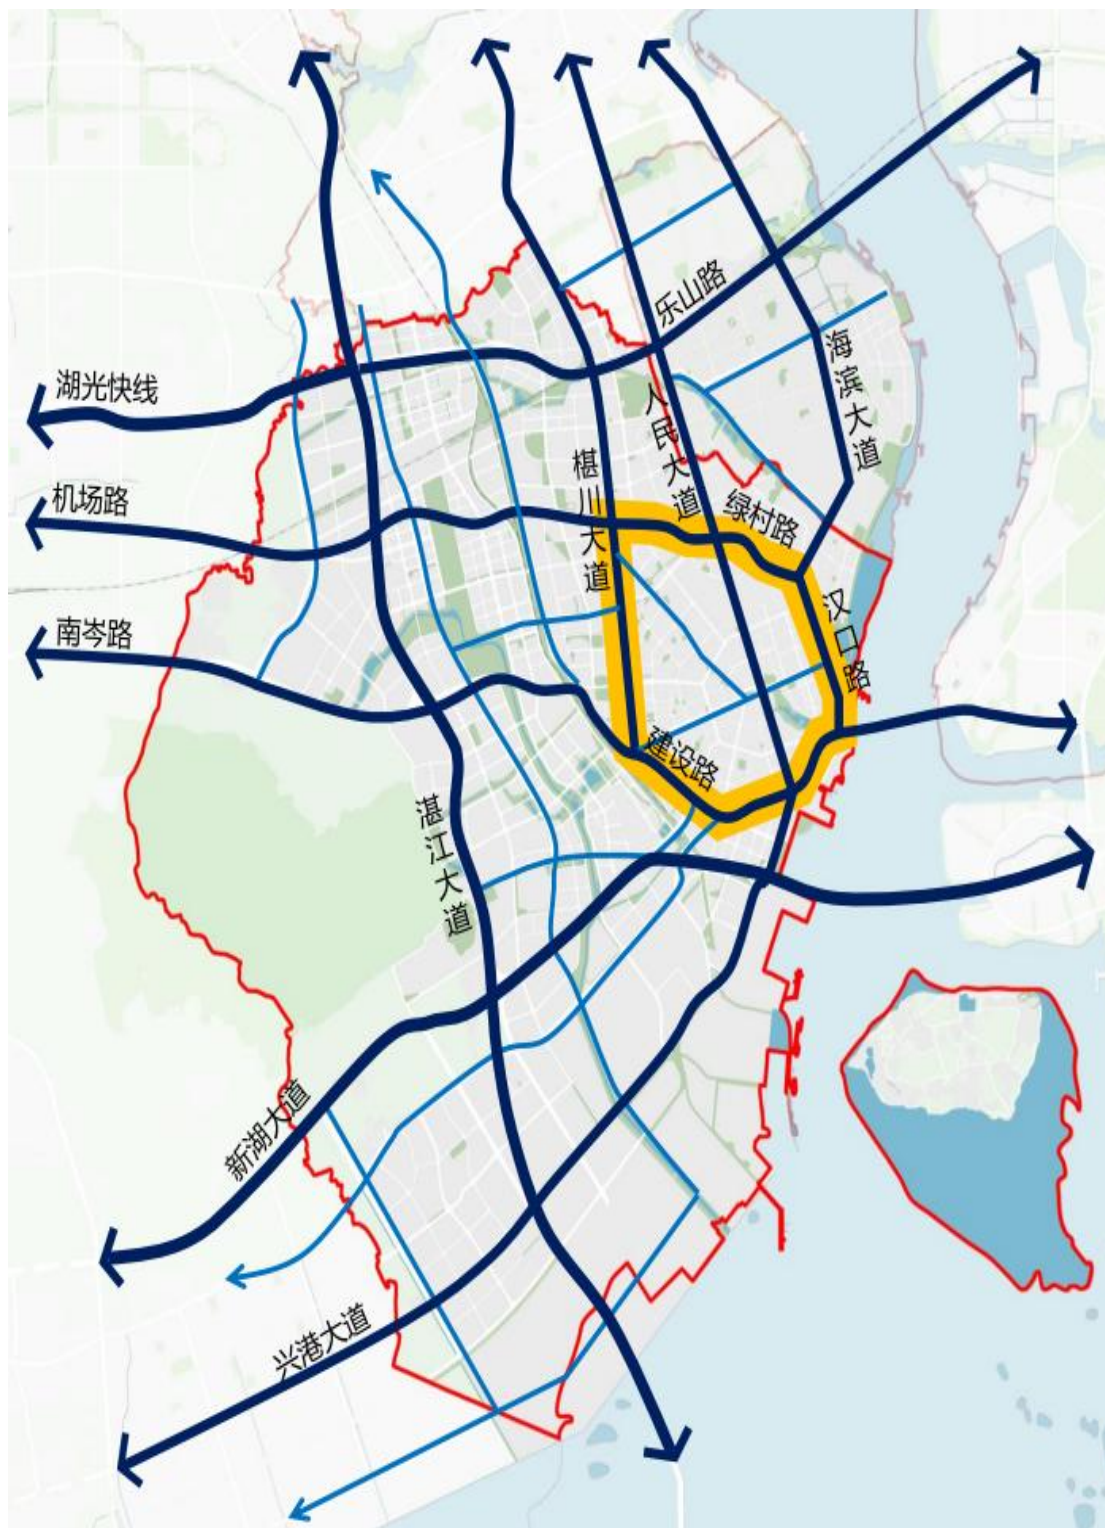 乐山路
海滨大道
湖光快线
人民大道
椹川大道
机场路
绿村路
汉口路
南岑路
建设路
湛江大道
新湖大道
兴港大道